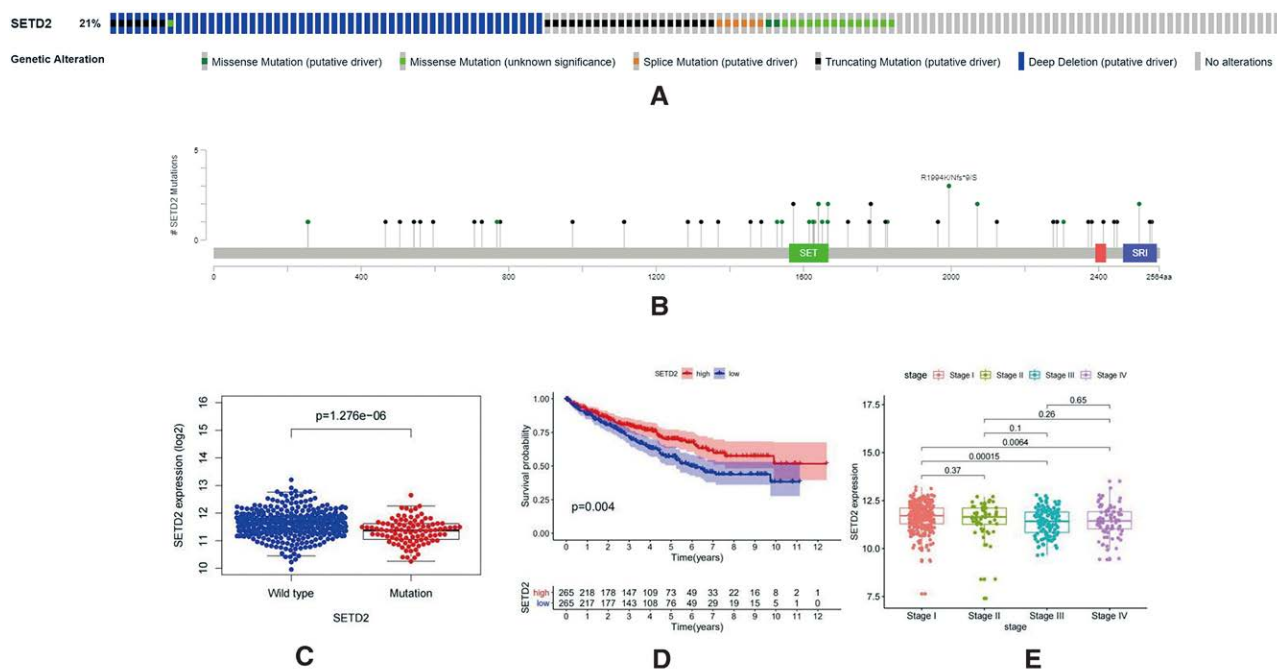 SETD2 21%
Genetic Alteration Missense Mutation (putative driver) Missense Mutation (unknown significance) Splice Mutation (putative driver) Truncating Mutation (putative driver) Deep Deletion (putative driver) No alterations
A
5
R1994K/Nfs*9/S
# SETD2 Mutations
0
SET SRI
0 400 800 1200 1600 2000 2400 2564aa
B
p=1.276e−06
16
15
14
13
12
11
10
SETD2 expression (log2)
Wild type Mutation
SETD2
C
SETD2 high low
1.00
0.75
0.50
0.25
0.00
Survival probability
p=0.004
0 1 2 3 4 5 6 7 8 9 10 11 12
Time(years)
SETD2
high 265 218 178 147 109 73 49 33 22 16 8 2 1
low 265 217 177 143 108 76 49 29 19 15 5 1 0
0 1 2 3 4 5 6 7 8 9 10 11 12
Time(years)
D
stage Stage I Stage II Stage III Stage IV
17.5
15.0
12.5
10.0
7.5
SETD2 expression
0.65
0.26
0.1
0.0064
0.00015
0.37
Stage I Stage II Stage III Stage IV
stage
E